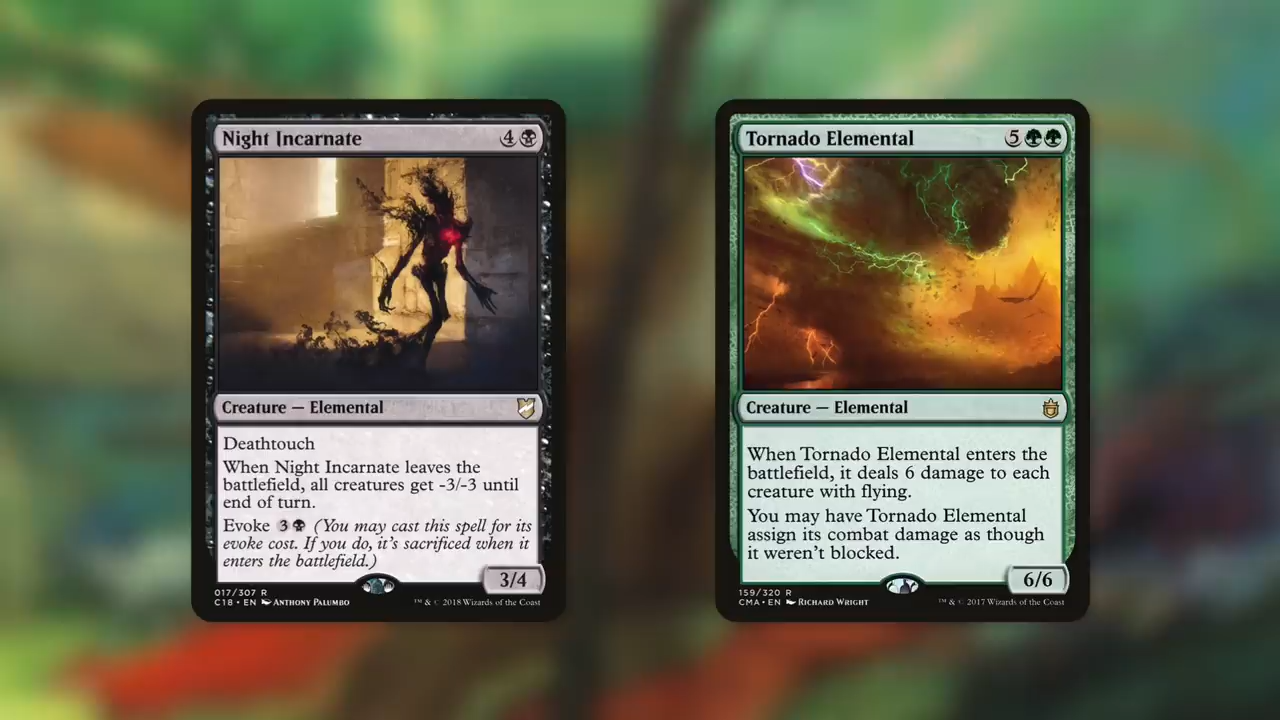 Night Incarnate 4
Creature — Elemental
Deathtouch
When Night Incarnate leaves the
battlefield, all creatures get -3/-3 until
end of turn.
Evoke 3 (You may cast this spell for its
evoke cost. If you do, it's sacrificed when it
enters the battlefield.)
3/4
017/307 R
C18 • EN ANTHONY PALUMBO
™ & © 2018 Wizards of the Coast
Tornado Elemental 5
Creature — Elemental
When Tornado Elemental enters the
battlefield, it deals 6 damage to each
creature with flying.
You may have Tornado Elemental
assign its combat damage as though
it weren't blocked.
6/6
159/320 R
CMA • EN RICHARD WRIGHT
™ & © 2017 Wizards of the Coast